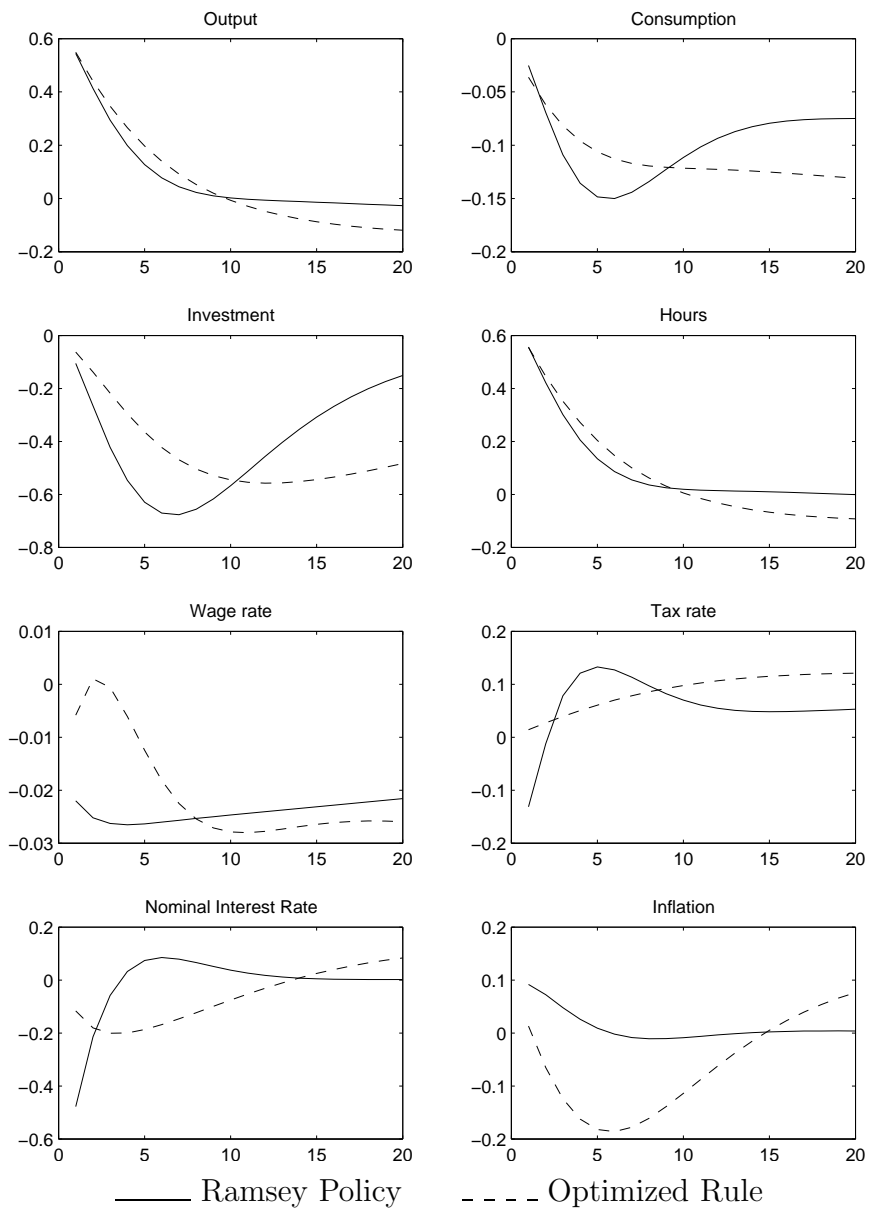 Output
0.6
0.4
0.2
0
−0.2
0 5 10 15 20
Consumption
0
−0.05
−0.1
−0.15
−0.2
0 5 10 15 20
Investment
0
−0.2
−0.4
−0.6
−0.8
0 5 10 15 20
Hours
0.6
0.4
0.2
0
−0.2
0 5 10 15 20
Wage rate
0.01
0
−0.01
−0.02
−0.03
0 5 10 15 20
Tax rate
0.2
0.1
0
−0.1
−0.2
0 5 10 15 20
Nominal Interest Rate
0.2
0
−0.2
−0.4
−0.6
0 5 10 15 20
Inflation
0.2
0.1
0
−0.1
−0.2
0 5 10 15 20
Ramsey Policy
Optimized Rule